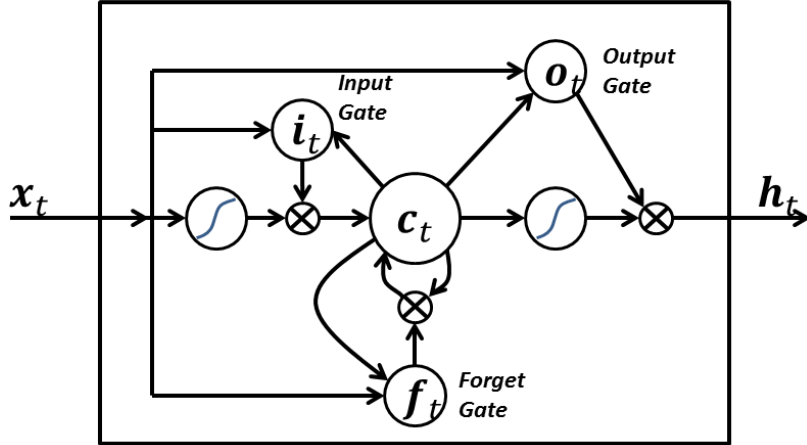 Output
Gate
o_t
Input
Gate
i_t
x_t
c_t
h_t
Forget
Gate
f_t